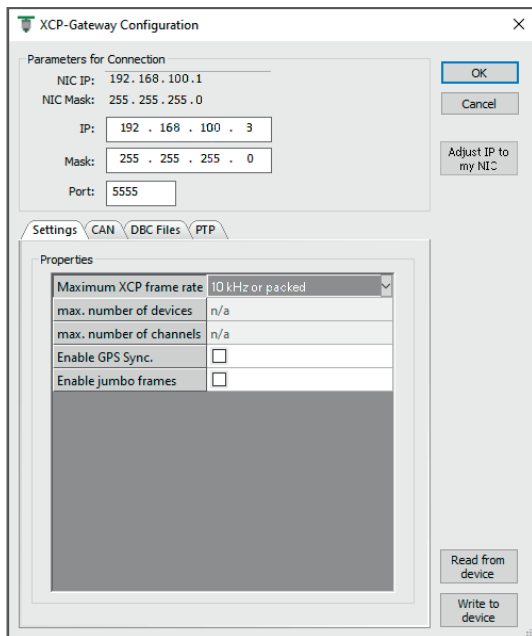 XCP-Gateway Configuration
Parameters for Connection
NIC IP: 192.168.100.1
NIC Mask: 255.255.255.0
IP: 192 . 168 . 100 . 3
Mask: 255 . 255 . 255 . 0
Port: 5555
OK
Cancel
Adjust IP to
my NIC
Settings CAN DBC Files PTP
Properties
Maximum XCP frame rate 10 kHz or packed
max. number of devices n/a
max. number of channels n/a
Enable GPS Sync.
Enable jumbo frames
Read from
device
Write to
device